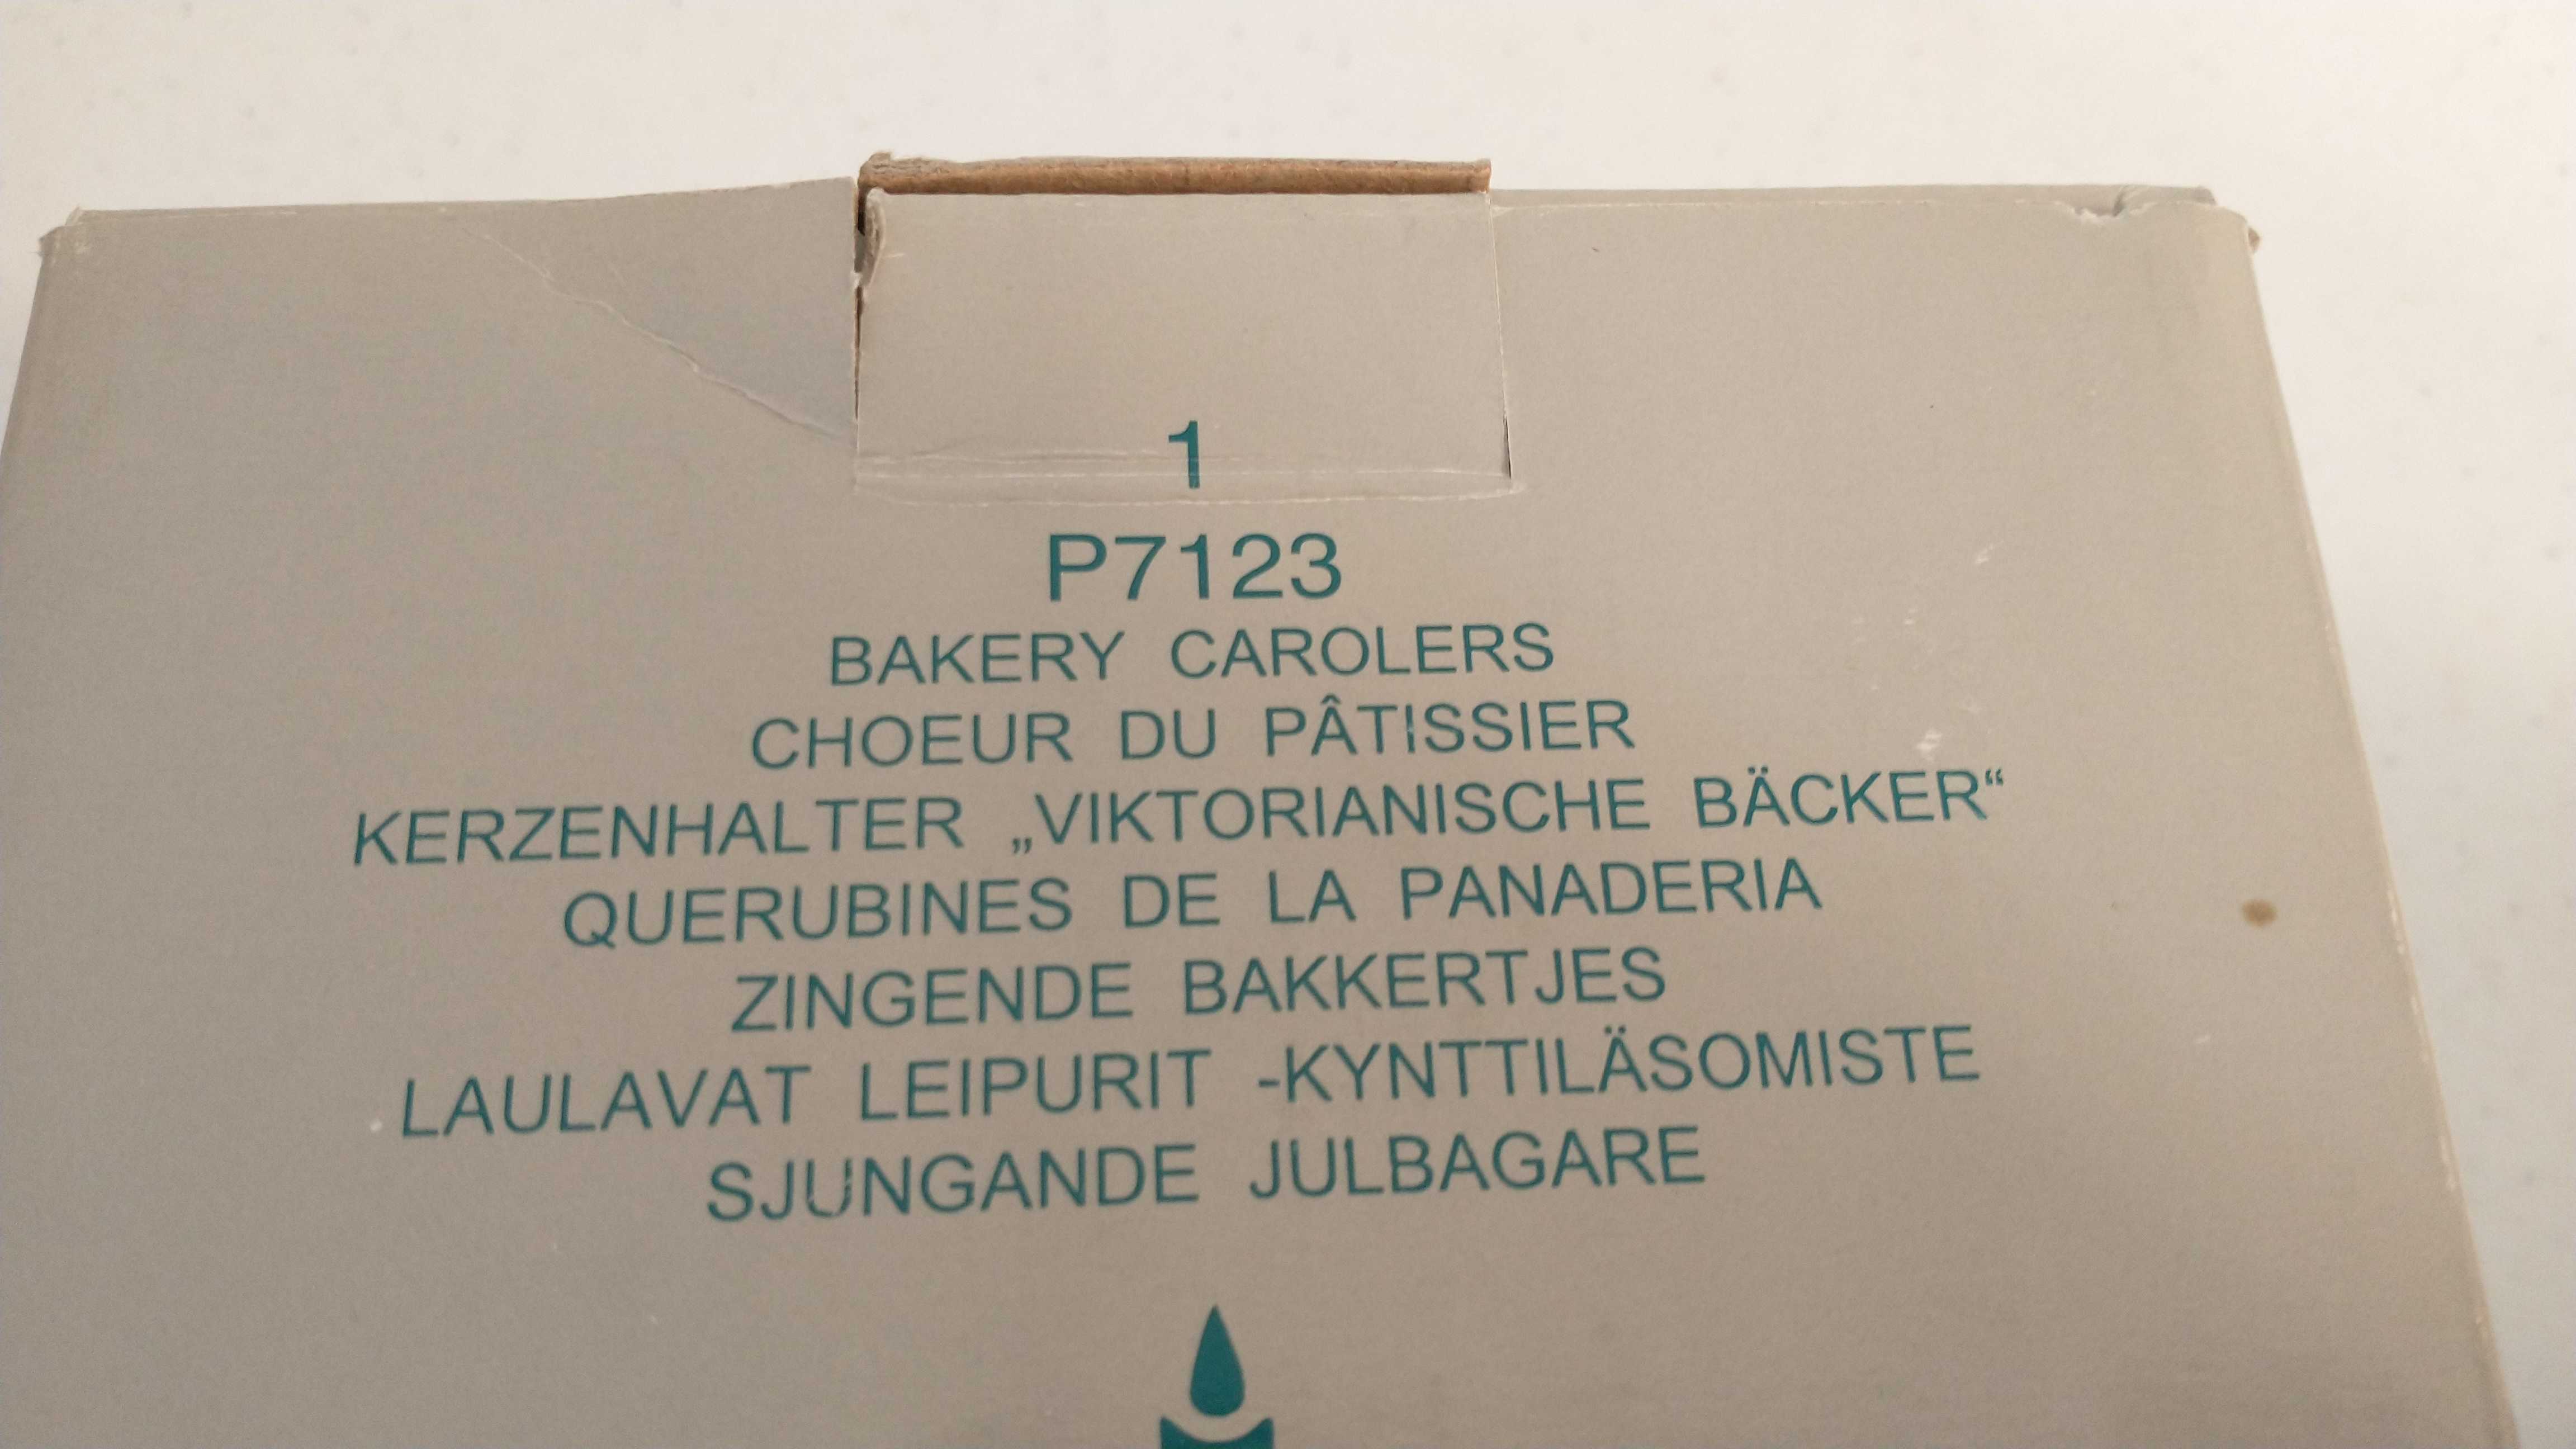 1
P7123
BAKERY CAROLERS
CHOEUR DU PÂTISSIER
KERZENHALTER „VIKTORIANISCHE BÄCKER“
QUERUBINES DE LA PANADERIA
ZINGENDE BAKKERTJES
LAULAVAT LEIPURIT -KYNTTILÄSOMISTE
SJUNGANDE JULBAGARE